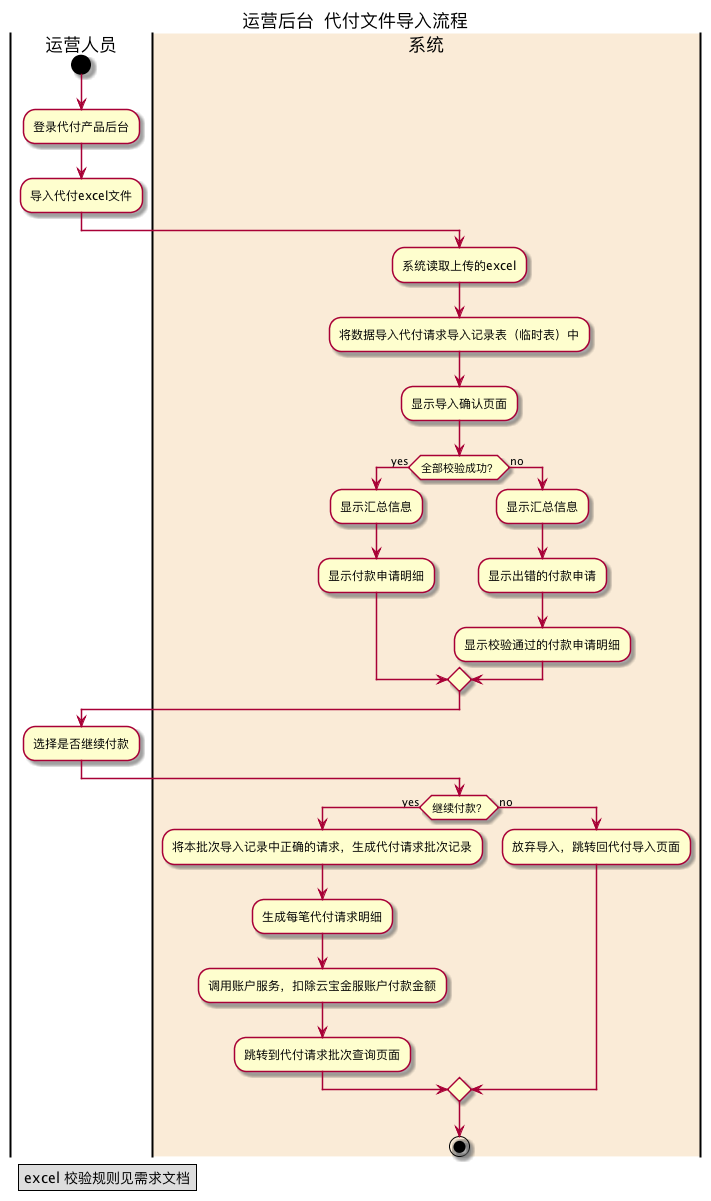 运营后台 代付文件导入流程
运营人员
系统
登录代付产品后台
导入代付excel文件
系统读取上传的excel
将数据导入代付请求导入记录表（临时表）中
显示导入确认页面
yes
全部校验成功？
no
显示汇总信息
显示汇总信息
显示付款申请明细
显示出错的付款申请
显示校验通过的付款申请明细
选择是否继续付款
yes
继续付款？
no
将本批次导入记录中正确的请求，生成代付请求批次记录
放弃导入，跳转回代付导入页面
生成每笔代付请求明细
调用账户服务，扣除云宝金服账户付款金额
跳转到代付请求批次查询页面
excel 校验规则见需求文档